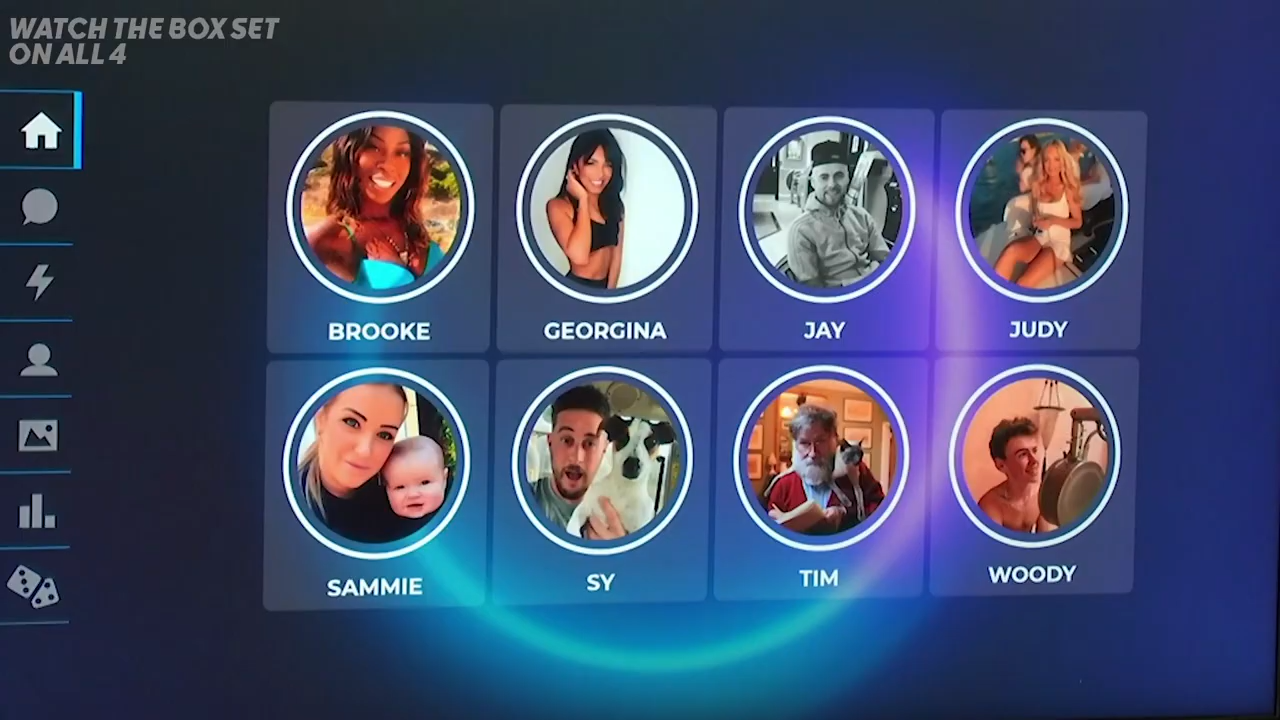 WATCH THE BOX SET
ON ALL 4
BROOKE
GEORGINA
JAY
JUDY
SAMMIE
SY
TIM
WOODY